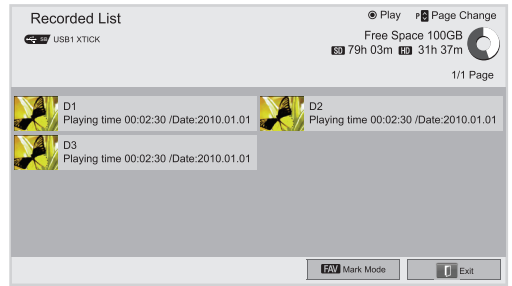 Recorded List
Play P Page Change
USB1 XTICK
Free Space 100GB
SD 79h 03m HD 31h 37m
1/1 Page
D1
Playing time 00:02:30 /Date:2010.01.01
D2
Playing time 00:02:30 /Date:2010.01.01
D3
Playing time 00:02:30 /Date:2010.01.01
FAV Mark Mode
Exit